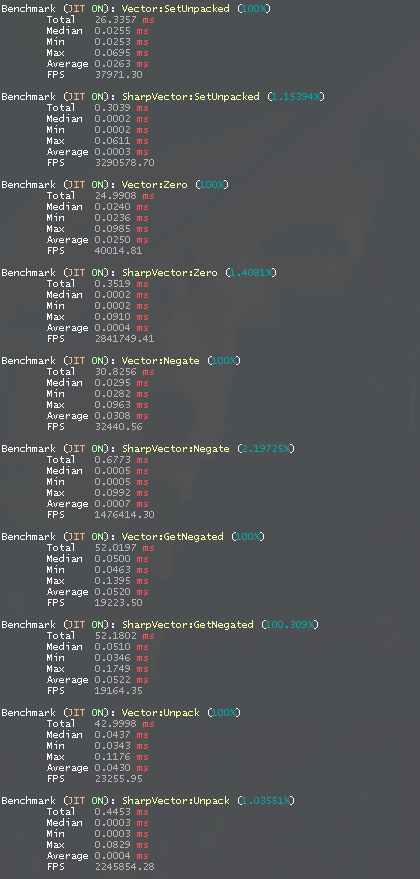 Benchmark (JIT ON): Vector:SetUnpacked (100%)
Total 26.3357 ms
Median 0.0255 ms
Min 0.0253 ms
Max 0.0695 ms
Average 0.0263 ms
FPS 37971.30
Benchmark (JIT ON): SharpVector:SetUnpacked (1.15394%)
Total 0.3039 ms
Median 0.0002 ms
Min 0.0002 ms
Max 0.0611 ms
Average 0.0003 ms
FPS 3290578.70
Benchmark (JIT ON): Vector:Zero (100%)
Total 24.9908 ms
Median 0.0240 ms
Min 0.0236 ms
Max 0.0985 ms
Average 0.0250 ms
FPS 40014.81
Benchmark (JIT ON): SharpVector:Zero (1.4081%)
Total 0.3519 ms
Median 0.0002 ms
Min 0.0002 ms
Max 0.0910 ms
Average 0.0004 ms
FPS 2841749.41
Benchmark (JIT ON): Vector:Negate (100%)
Total 30.8256 ms
Median 0.0295 ms
Min 0.0282 ms
Max 0.0963 ms
Average 0.0308 ms
FPS 32440.56
Benchmark (JIT ON): SharpVector:Negate (2.19725%)
Total 0.6773 ms
Median 0.0005 ms
Min 0.0005 ms
Max 0.0992 ms
Average 0.0007 ms
FPS 1476414.30
Benchmark (JIT ON): Vector:GetNegated (100%)
Total 52.0197 ms
Median 0.0500 ms
Min 0.0463 ms
Max 0.1395 ms
Average 0.0520 ms
FPS 19223.50
Benchmark (JIT ON): SharpVector:GetNegated (100.309%)
Total 52.1802 ms
Median 0.0510 ms
Min 0.0346 ms
Max 0.1749 ms
Average 0.0522 ms
FPS 19164.35
Benchmark (JIT ON): Vector:Unpack (100%)
Total 42.9998 ms
Median 0.0437 ms
Min 0.0343 ms
Max 0.1176 ms
Average 0.0430 ms
FPS 23255.95
Benchmark (JIT ON): SharpVector:Unpack (1.03551%)
Total 0.4453 ms
Median 0.0003 ms
Min 0.0003 ms
Max 0.0829 ms
Average 0.0004 ms
FPS 2245854.28